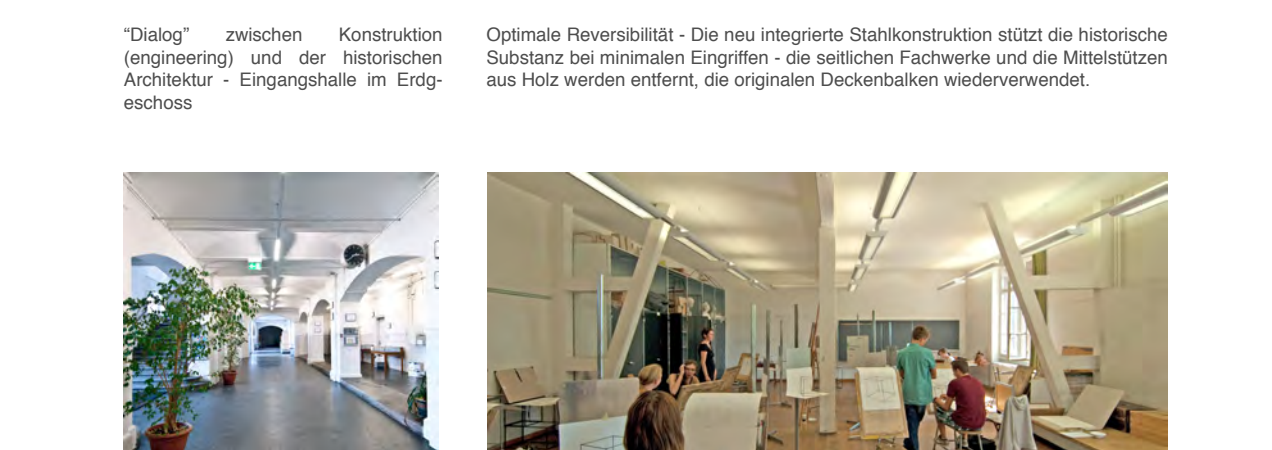 “Dialog” zwischen Konstruktion
(engineering) und der historischen
Architektur - Eingangshalle im Erdg-
eschoss
Optimale Reversibilität - Die neu integrierte Stahlkonstruktion stützt die historische
Substanz bei minimalen Eingriffen - die seitlichen Fachwerke und die Mittelstützen
aus Holz werden entfernt, die originalen Deckenbalken wiederverwendet.